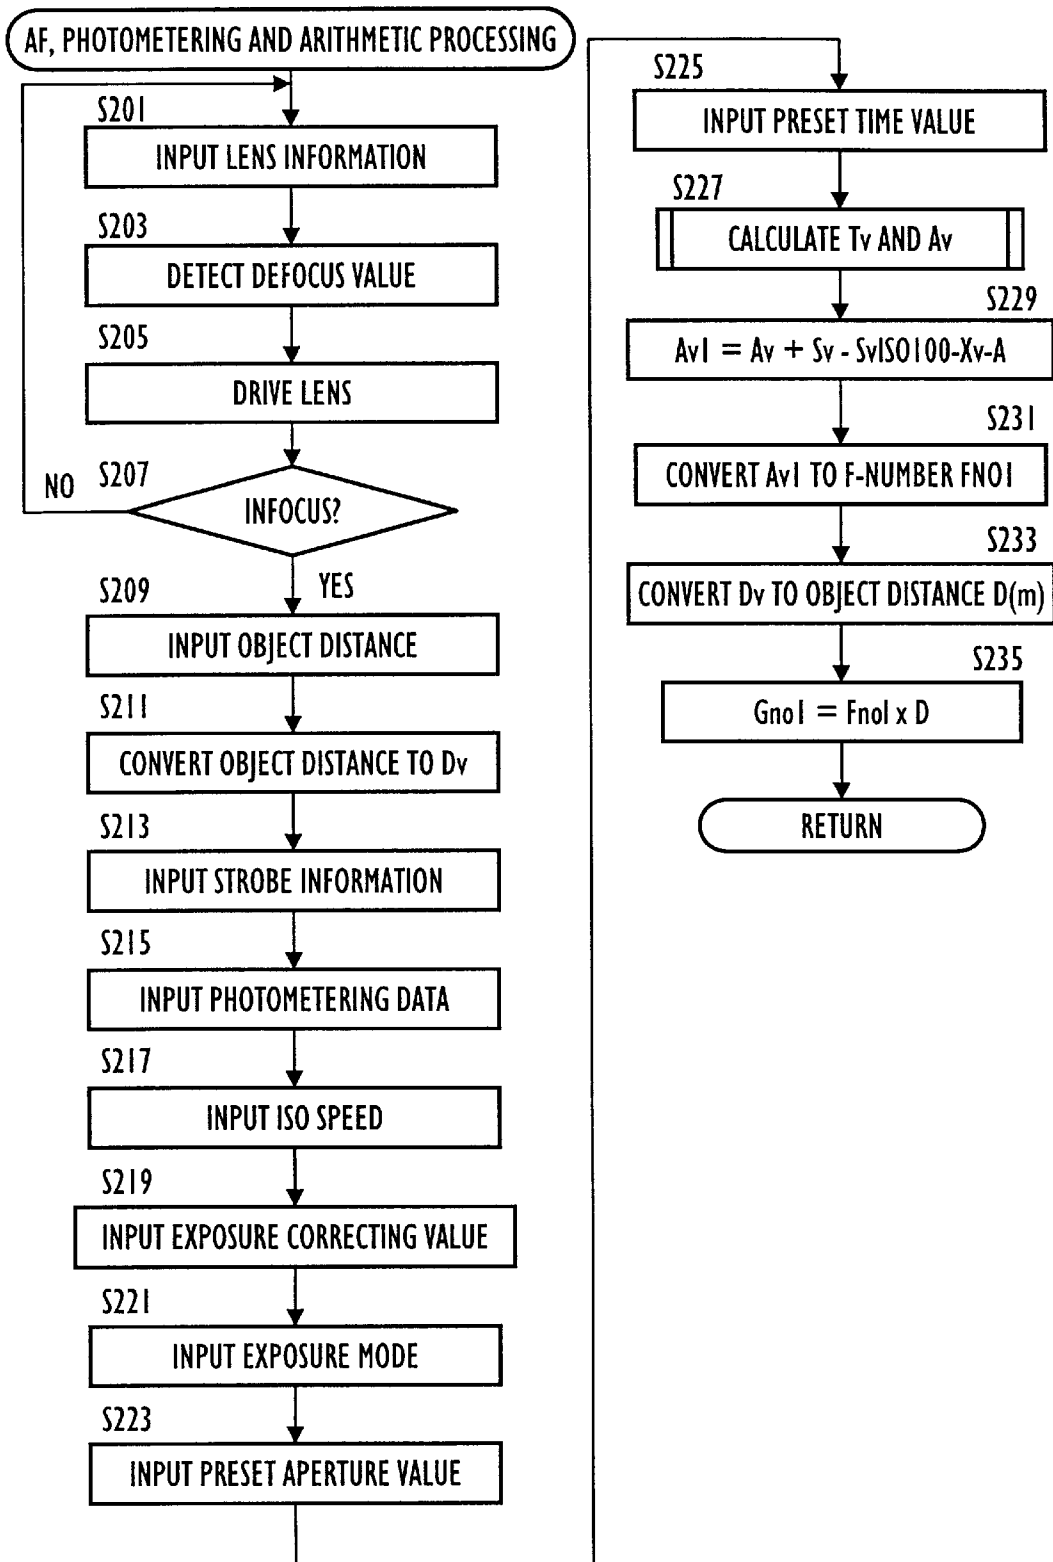 AF, PHOTOMETERING AND ARITHMETIC PROCESSING
S201
INPUT LENS INFORMATION
S203
DETECT DEFOCUS VALUE
S205
DRIVE LENS
S207
NO
INFOCUS?
YES
S209
INPUT OBJECT DISTANCE
S211
CONVERT OBJECT DISTANCE TO Dv
S213
INPUT STROBE INFORMATION
S215
INPUT PHOTOMETERING DATA
S217
INPUT ISO SPEED
S219
INPUT EXPOSURE CORRECTING VALUE
S221
INPUT EXPOSURE MODE
S223
INPUT PRESET APERTURE VALUE
S225
INPUT PRESET TIME VALUE
S227
CALCULATE Tv AND Av
S229
Av1 = Av + Sv - SvISO100-Xv-A
S231
CONVERT Av1 TO F-NUMBER FNO1
S233
CONVERT Dv TO OBJECT DISTANCE D(m)
S235
Gno1 = Fno1 x D
RETURN